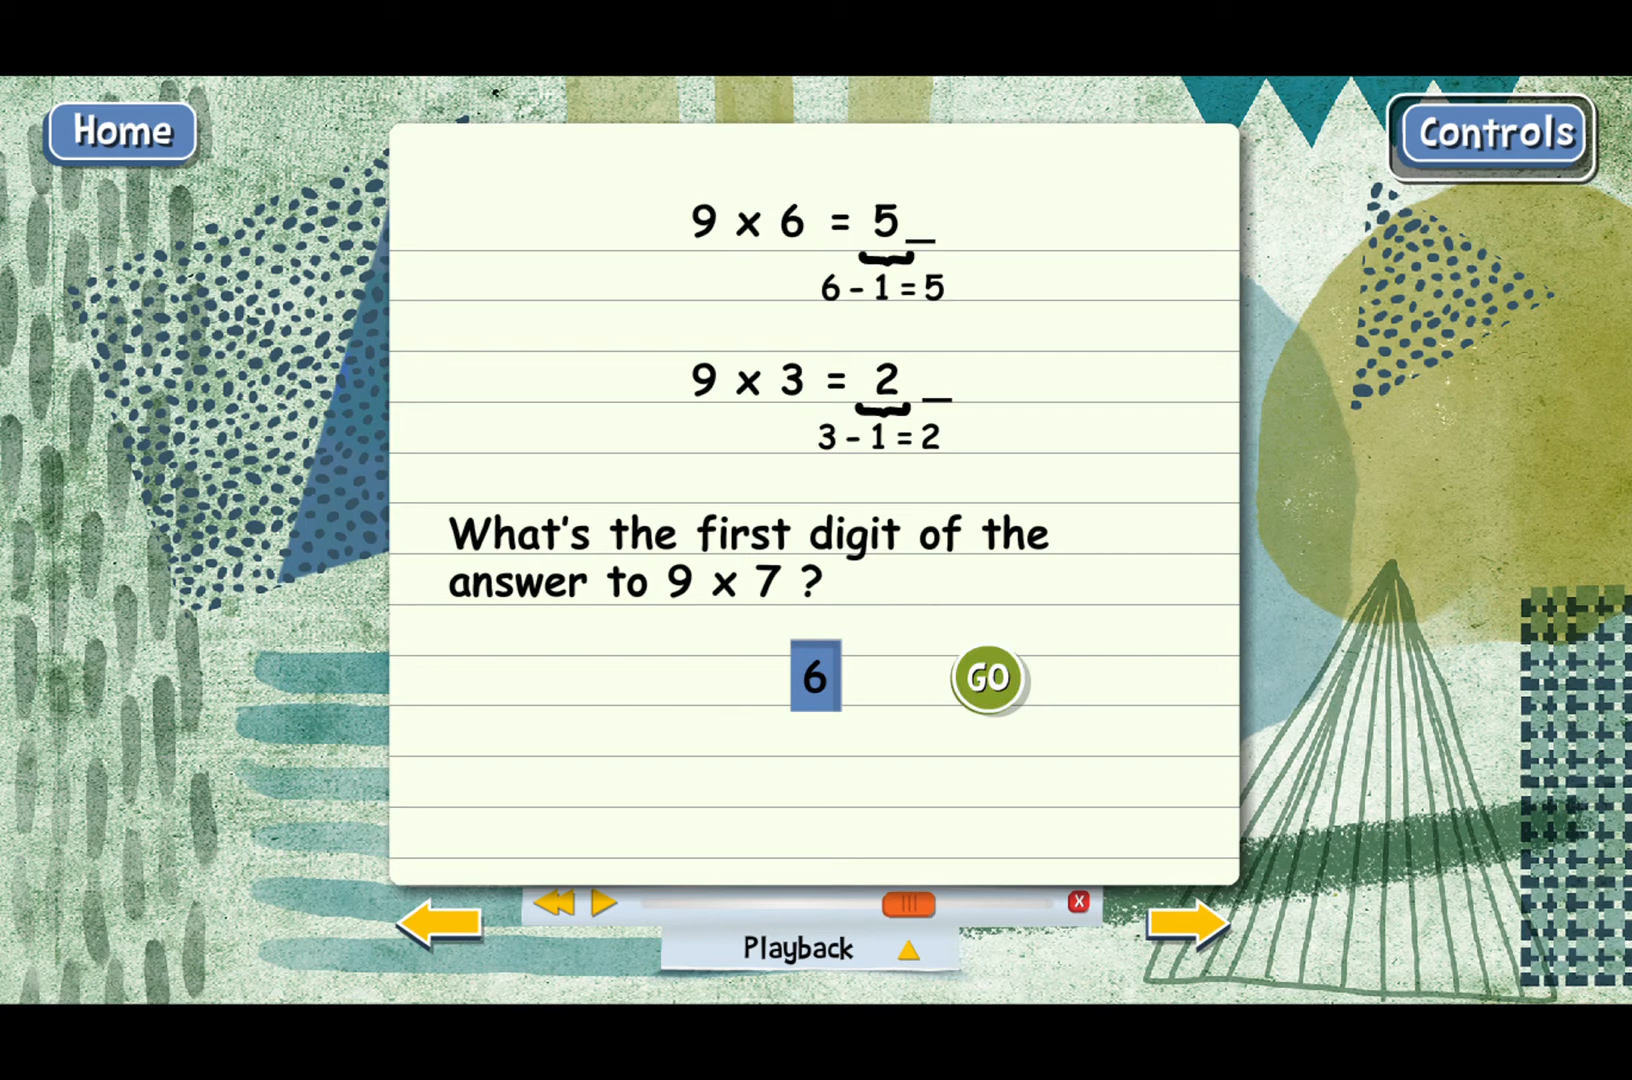 Home
Controls
9 x 6 = 5_
6 - 1 = 5
9 x 3 = 2 _
3 - 1 = 2
What's the first digit of the
answer to 9 x 7 ?
6
GO
X
Playback